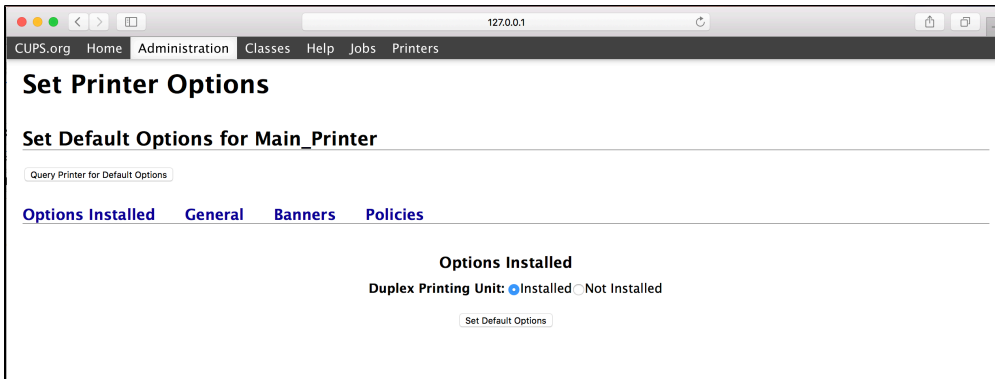 127.0.0.1
CUPS.org Home Administration Classes Help Jobs Printers
Set Printer Options
Set Default Options for Main_Printer
Query Printer for Default Options
Options Installed General Banners Policies
Options Installed
Duplex Printing Unit: Installed Not Installed
Set Default Options